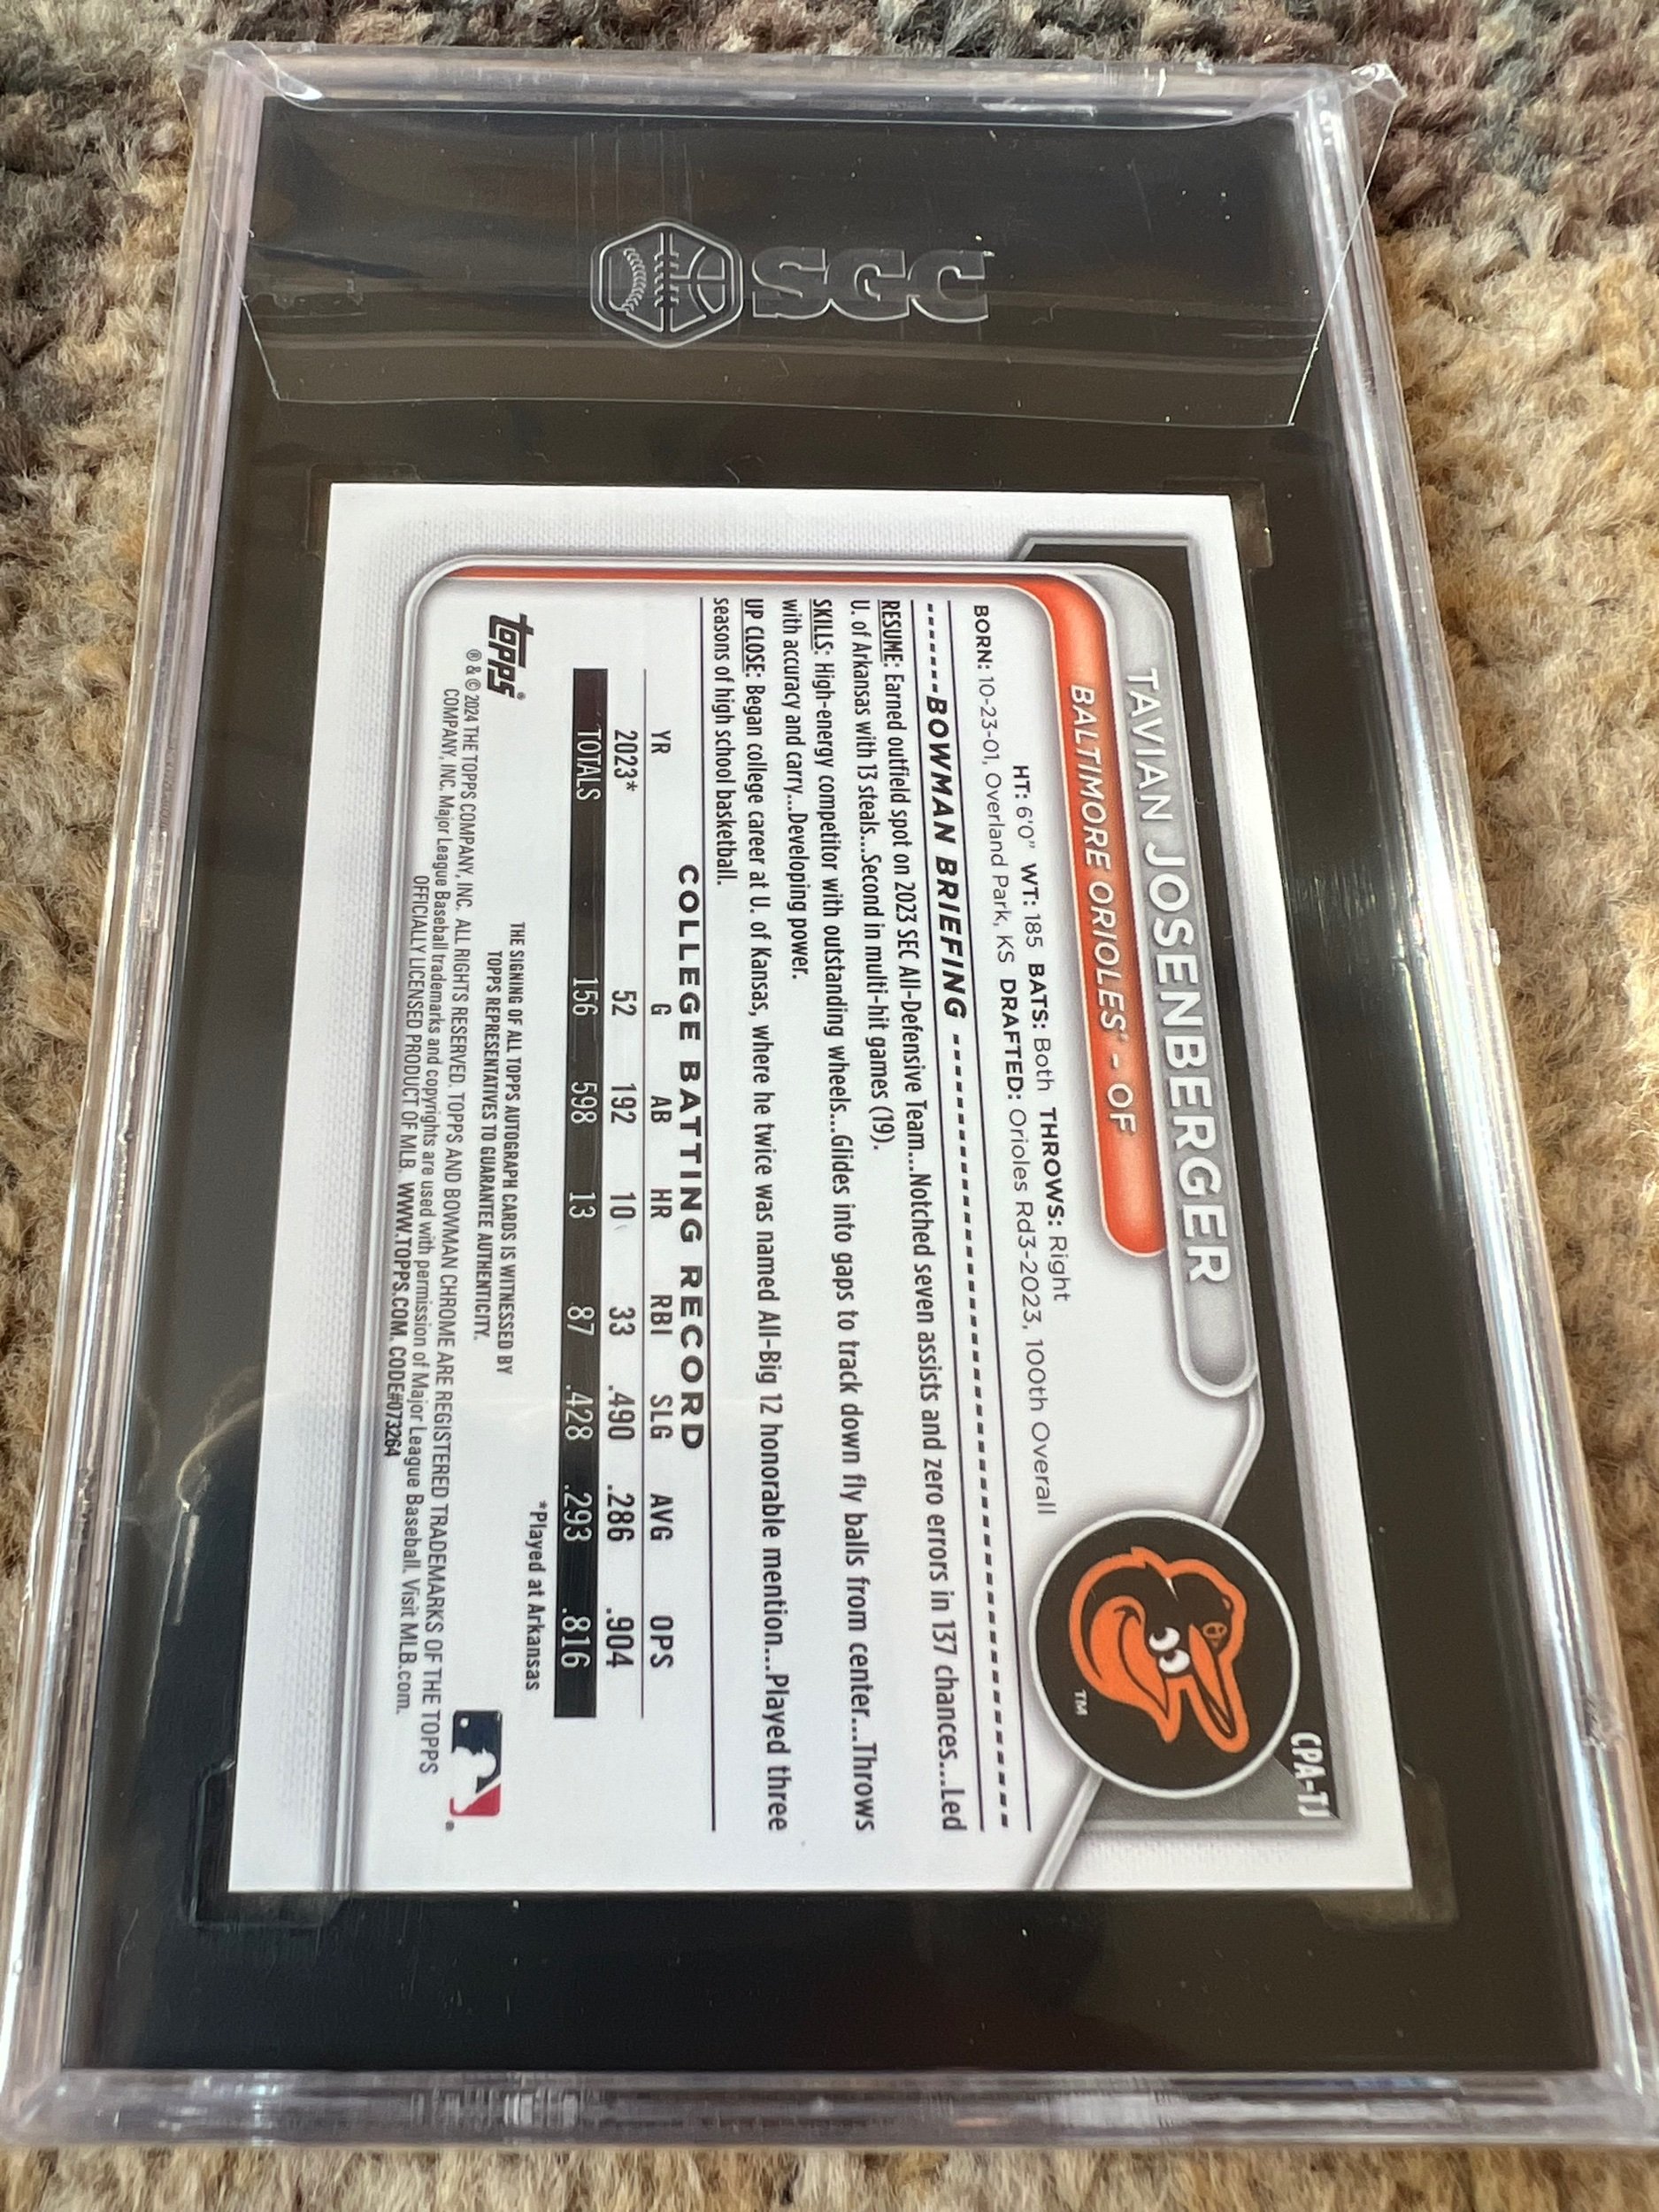 SGC
CPA-TJ
TAVIAN JOSENBERGER
BALTIMORE ORIOLES® - OF
HT: 6'0" WT: 185 BATS: Both THROWS: Right
BORN: 10-23-01, Overland Park, KS DRAFTED: Orioles Rd3-2023, 100th Overall
BOWMAN BRIEFING
RESUME: Earned outfield spot on 2023 SEC All-Defensive Team...Notched seven assists and zero errors in 137 chances...Led
U. of Arkansas with 13 steals...Second in multi-hit games (19).
SKILLS: High-energy competitor with outstanding wheels...Glides into gaps to track down fly balls from center...Throws
with accuracy and carry...Developing power.
UP CLOSE: Began college career at U. of Kansas, where he twice was named All-Big 12 honorable mention...Played three
seasons of high school basketball.
COLLEGE BATTING RECORD
YR G AB HR RBI SLG AVG OPS
2023* 52 192 10 33 .490 .286 .904
TOTALS 156 598 13 87 .428 .293 .816
*Played at Arkansas
THE SIGNING OF ALL TOPPS AUTOGRAPH CARDS IS WITNESSED BY
TOPPS REPRESENTATIVES TO GUARANTEE AUTHENTICITY.
topps®
® & © 2024 THE TOPPS COMPANY, INC. ALL RIGHTS RESERVED. TOPPS AND BOWMAN CHROME ARE REGISTERED TRADEMARKS OF THE TOPPS
COMPANY, INC. Major League Baseball trademarks and copyrights are used with permission of Major League Baseball. Visit MLB.com.
OFFICIALLY LICENSED PRODUCT OF MLB. WWW.TOPPS.COM. CODE#073264
TM
®